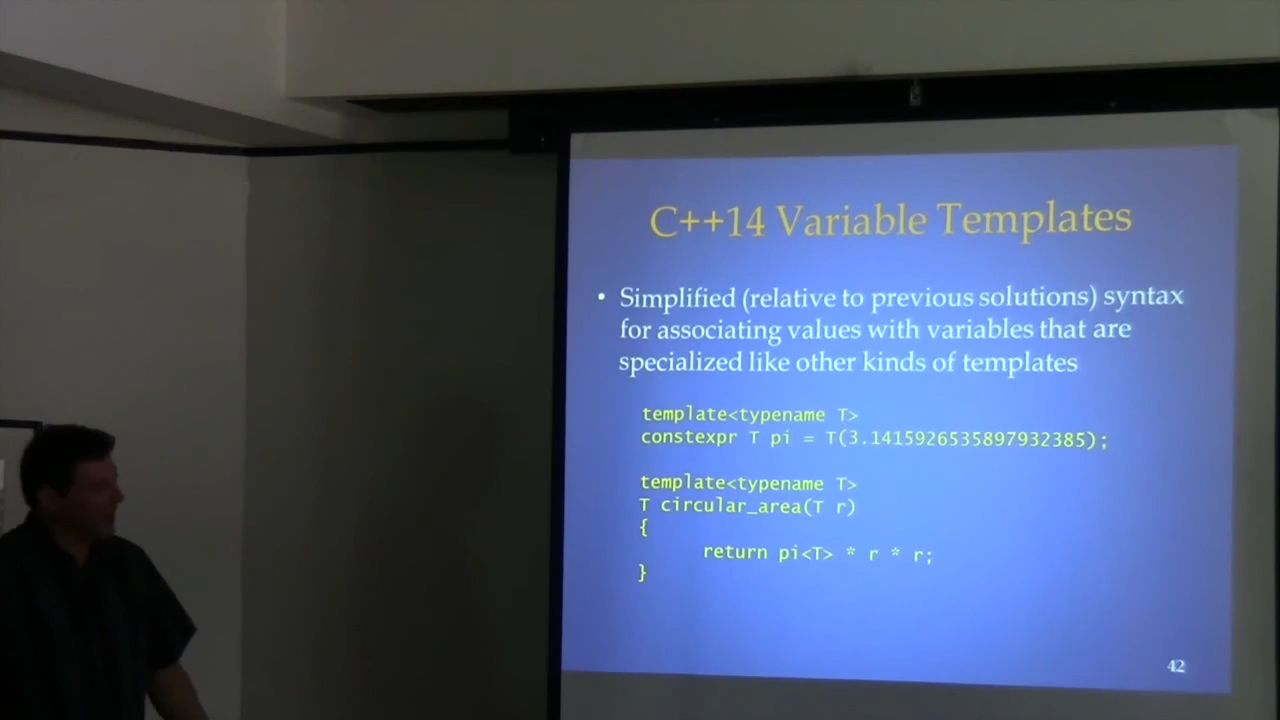 C++14 Variable Templates
• Simplified (relative to previous solutions) syntax
for associating values with variables that are
specialized like other kinds of templates
template<typename T>
constexpr T pi = T(3.1415926535897932385);
template<typename T>
T circular_area(T r)
{
return pi<T> * r * r;
}
42